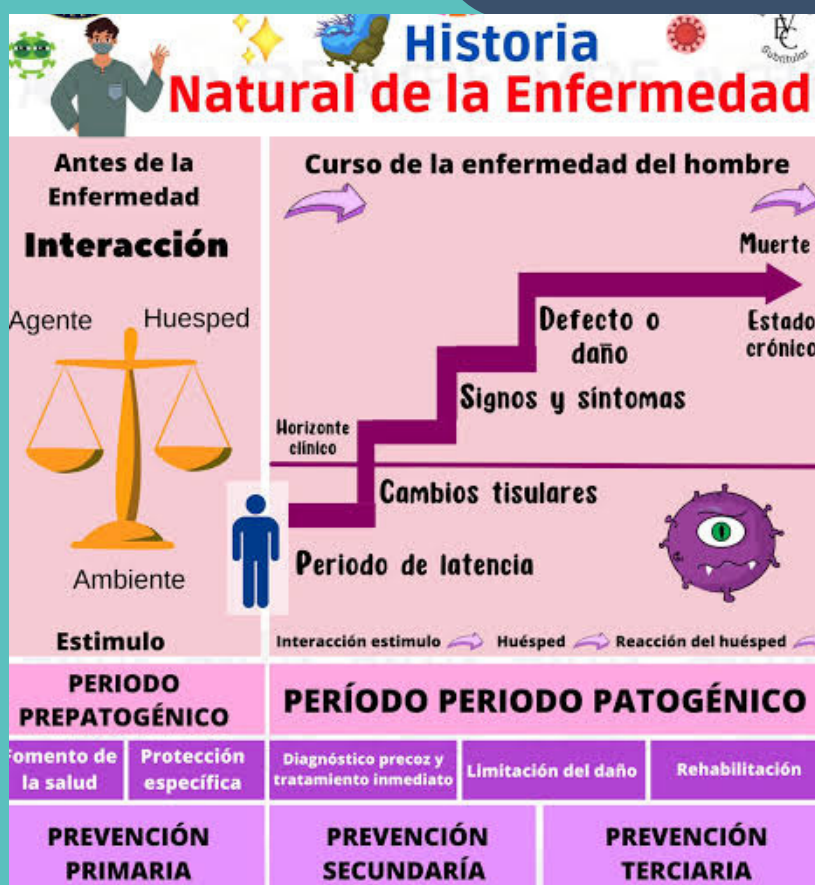 Historia
Natural de la Enfermedad
Antes de la
Enfermedad
Interacción
Agente
Huesped
Ambiente
Estimulo
Curso de la enfermedad del hombre
Muerte
Defecto o
daño
Estado
crónico
Signos y síntomas
Horizonte
clínico
Cambios tisulares
Periodo de latencia
Interacción estimulo
Huésped
Reacción del huésped
PERIODO
PREPATOGÉNICO
PERÍODO PERIODO PATOGÉNICO
Fomento de
la salud
Protección
específica
Diagnóstico precoz y
tratamiento inmediato
Limitación del daño
Rehabilitación
PREVENCIÓN
PRIMARIA
PREVENCIÓN
SECUNDARÍA
PREVENCIÓN
TERCIARIA